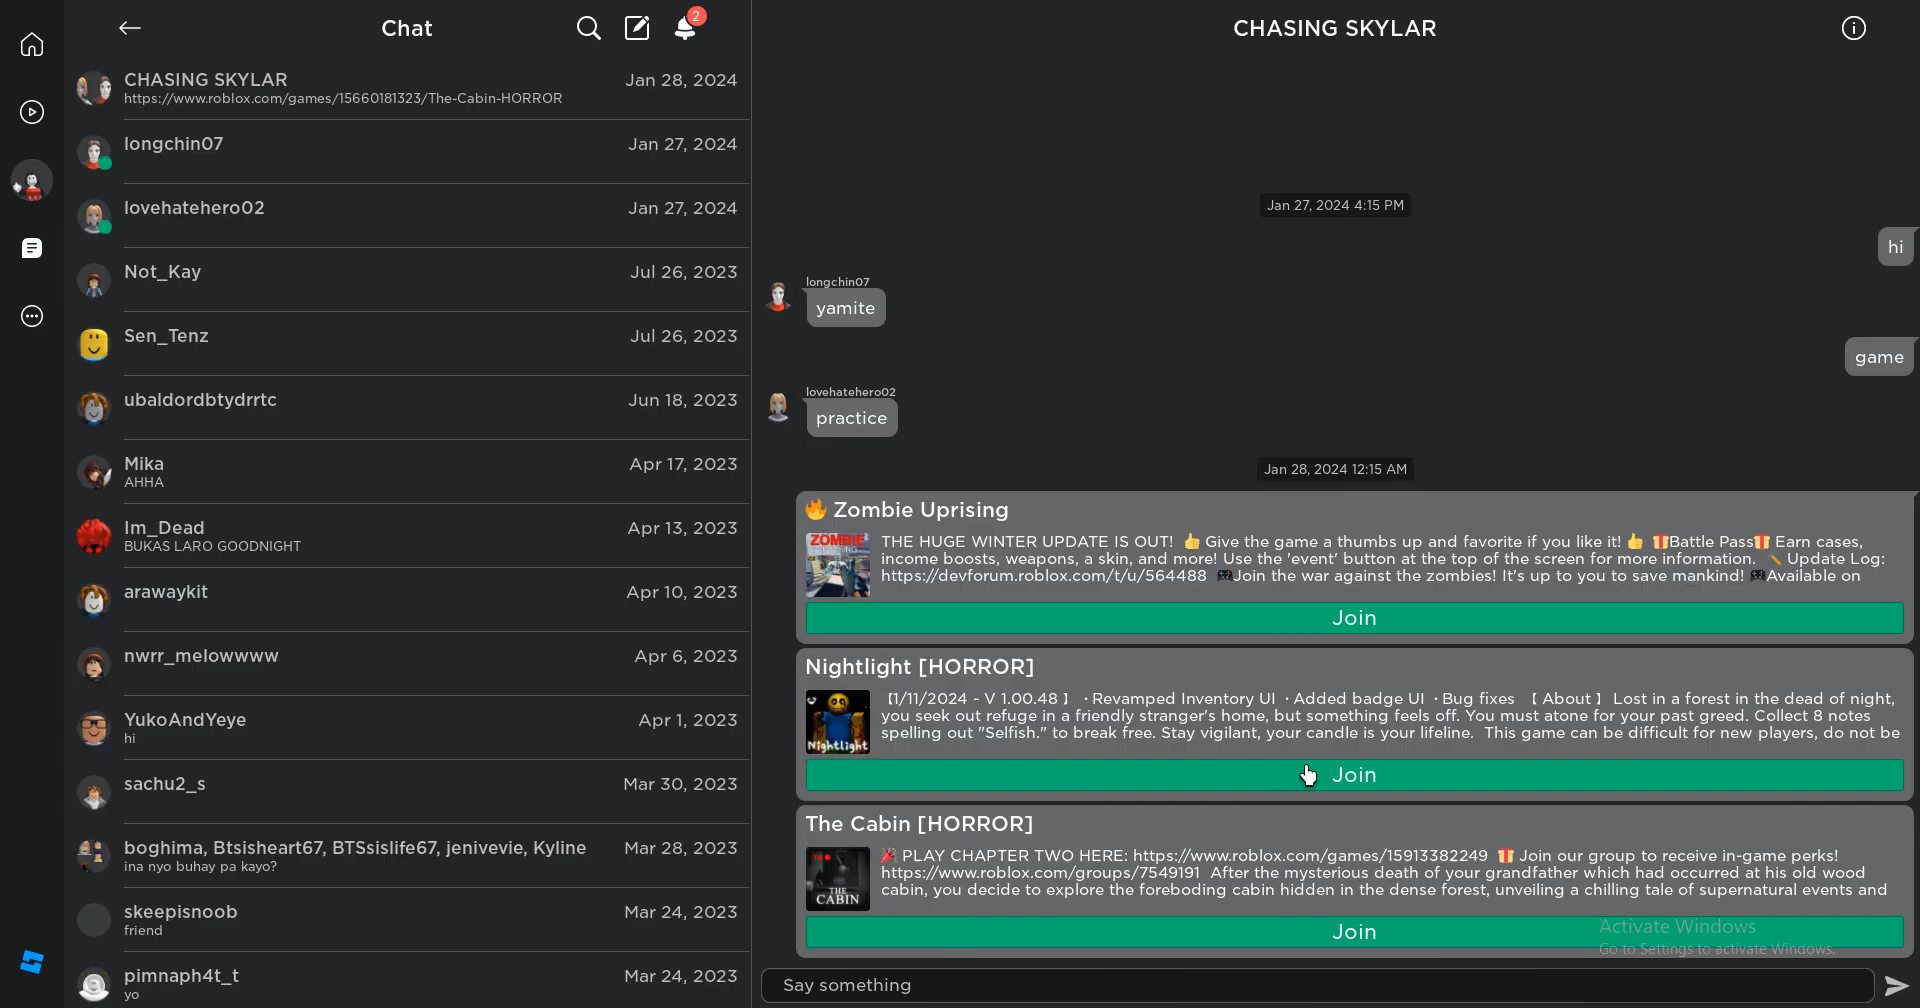 Chat
2
CHASING SKYLAR
Jan 28, 2024
https://www.roblox.com/games/15660181323/The-Cabin-HORROR
longchin07
Jan 27, 2024
lovehatehero02
Jan 27, 2024
Not_Kay
Jul 26, 2023
Sen_Tenz
Jul 26, 2023
ubaldordbtydrrtc
Jun 18, 2023
Mika
Apr 17, 2023
AHHA
Im_Dead
Apr 13, 2023
BUKAS LARO GOODNIGHT
arawaykit
Apr 10, 2023
nwrr_melowwww
Apr 6, 2023
YukoAndYeye
Apr 1, 2023
hi
sachu2_s
Mar 30, 2023
boghima, Btsisheart67, BTSsislife67, jenivevie, Kyline
Mar 28, 2023
ina nyo buhay pa kayo?
skeepisnoob
Mar 24, 2023
friend
pimnaph4t_t
Mar 24, 2023
yo
CHASING SKYLAR
Jan 27, 2024 4:15 PM
hi
longchin07
yamite
game
lovehatehero02
practice
Jan 28, 2024 12:15 AM
🔥 Zombie Uprising
ZOMBIE
UPRISING
THE HUGE WINTER UPDATE IS OUT! 👍 Give the game a thumbs up and favorite if you like it! 👍 🎁Battle Pass🎁 Earn cases,
income boosts, weapons, a skin, and more! Use the 'event' button at the top of the screen for more information. ✏️ Update Log:
https://devforum.roblox.com/t/u/564488 🎮Join the war against the zombies! It's up to you to save mankind! 🎮Available on
Join
Nightlight [HORROR]
Nightlight
【1/11/2024 - V 1.00.48】 ・Revamped Inventory UI ・Added badge UI ・Bug fixes 【 About 】 Lost in a forest in the dead of night,
you seek out refuge in a friendly stranger's home, but something feels off. You must atone for your past greed. Collect 8 notes
spelling out "Selfish." to break free. Stay vigilant, your candle is your lifeline. This game can be difficult for new players, do not be
Join
The Cabin [HORROR]
THE
CABIN
🎉 PLAY CHAPTER TWO HERE: https://www.roblox.com/games/15913382249 🎁 Join our group to receive in-game perks!
https://www.roblox.com/groups/7549191 After the mysterious death of your grandfather which had occurred at his old wood
cabin, you decide to explore the foreboding cabin hidden in the dense forest, unveiling a chilling tale of supernatural events and
Join
Activate Windows
Go to Settings to activate Windows.
Say something